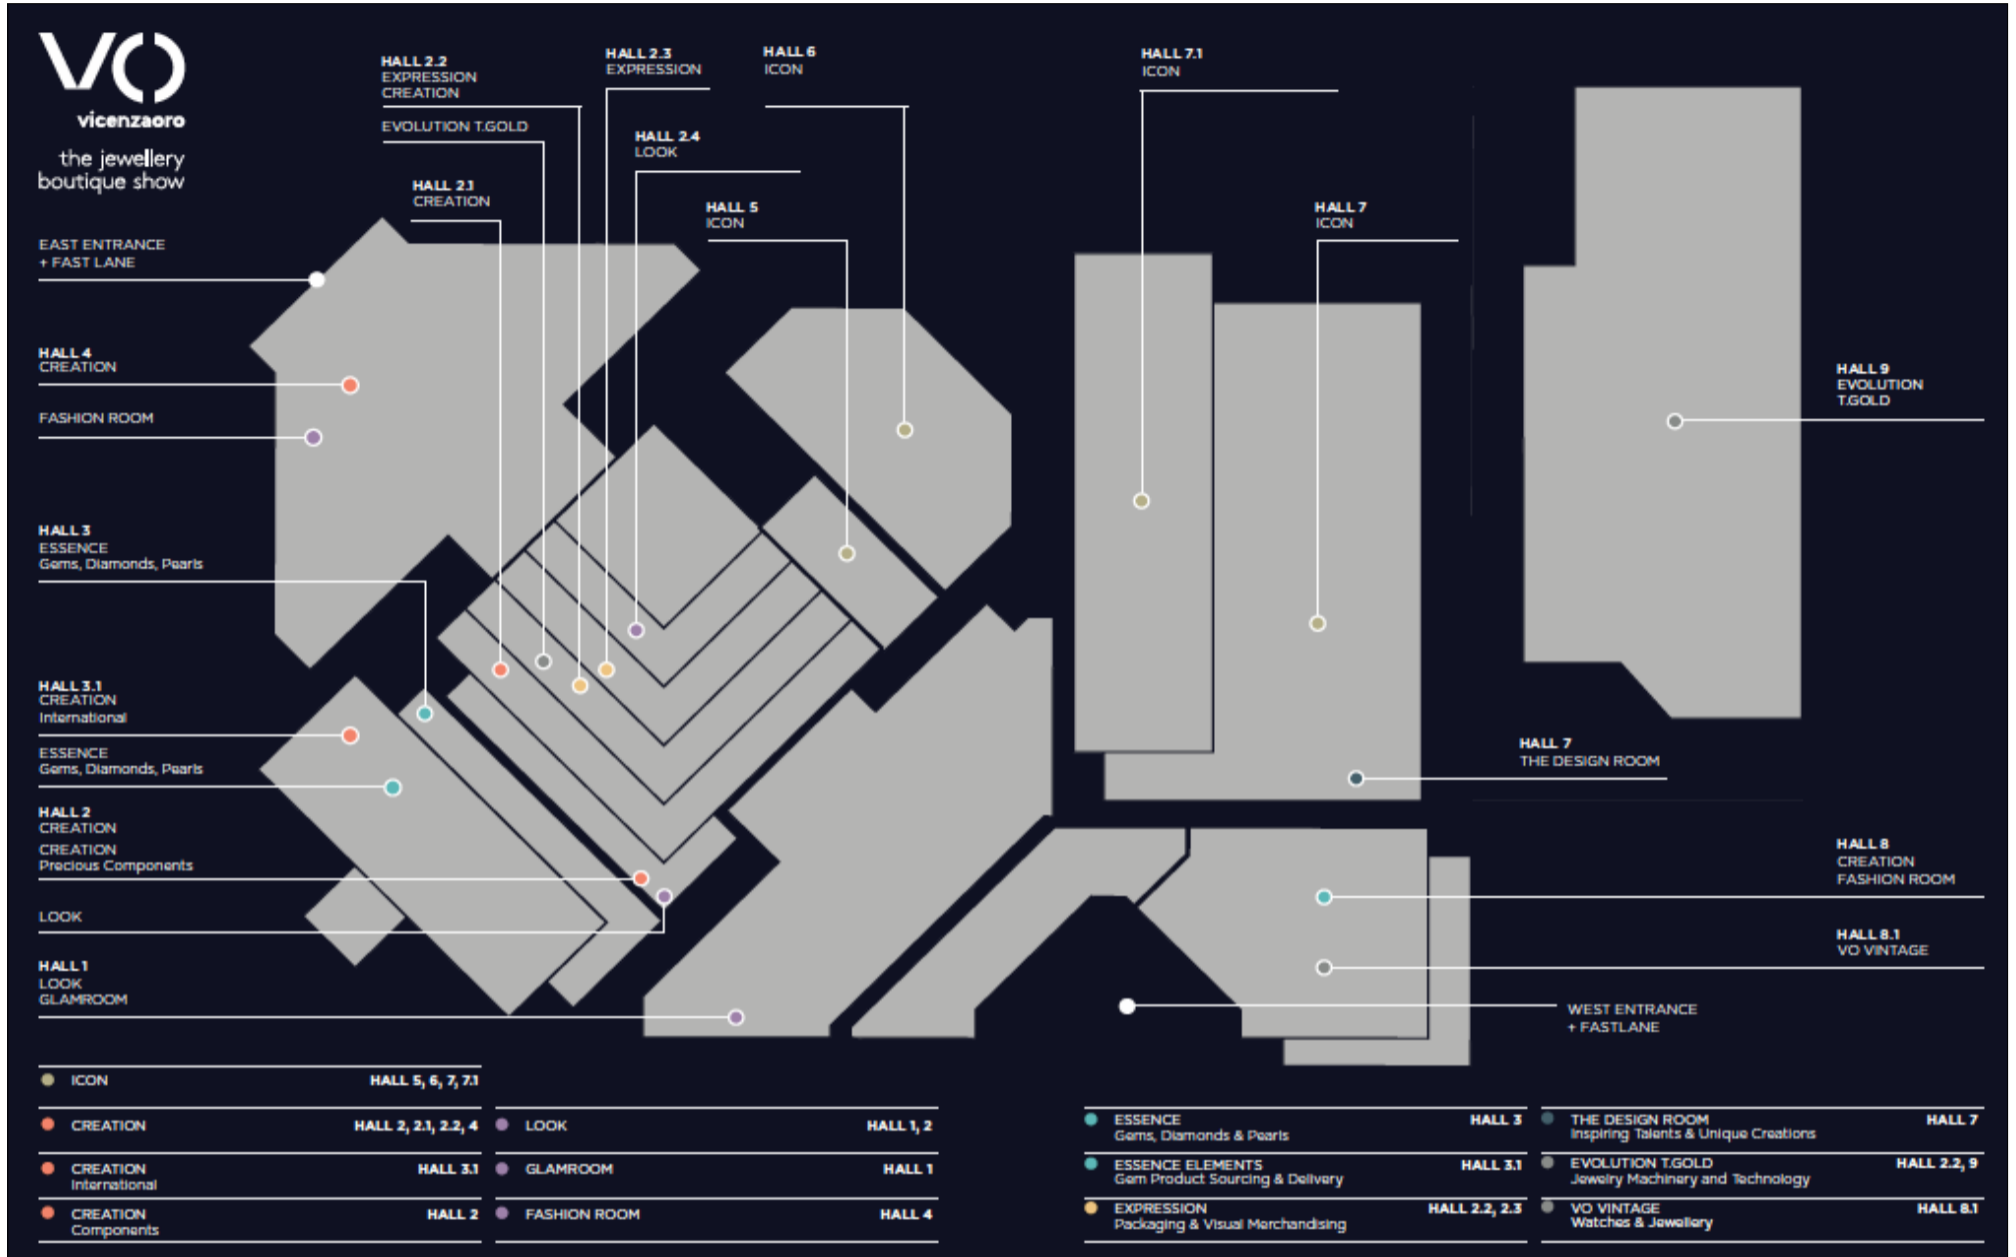 VO
vicenzaoro
the jewellery
boutique show
HALL 2.2
EXPRESSION
CREATION
EVOLUTION T.GOLD
HALL 2.1
CREATION
HALL 2.3
EXPRESSION
HALL 2.4
LOOK
HALL 6
ICON
HALL 5
ICON
HALL 7.1
ICON
HALL 7
ICON
EAST ENTRANCE
+ FAST LANE
HALL 4
CREATION
FASHION ROOM
HALL 3
ESSENCE
Gems, Diamonds, Pearls
HALL 3.1
CREATION
International
ESSENCE
Gems, Diamonds, Pearls
HALL 2
CREATION
CREATION
Precious Components
LOOK
HALL 1
LOOK
GLAMROOM
HALL 9
EVOLUTION
T.GOLD
HALL 7
THE DESIGN ROOM
HALL 8
CREATION
FASHION ROOM
HALL 8.1
VO VINTAGE
WEST ENTRANCE
+ FASTLANE
ICON HALL 5, 6, 7, 7.1
CREATION HALL 2, 2.1, 2.2, 4
CREATION HALL 3.1
International
CREATION HALL 2
Components
LOOK HALL 1, 2
GLAMROOM HALL 1
FASHION ROOM HALL 4
ESSENCE HALL 3
Gems, Diamonds & Pearls
ESSENCE ELEMENTS HALL 3.1
Gem Product Sourcing & Delivery
EXPRESSION HALL 2.2, 2.3
Packaging & Visual Merchandising
THE DESIGN ROOM HALL 7
Inspiring Talents & Unique Creations
EVOLUTION T.GOLD HALL 2.2, 9
Jewelry Machinery and Technology
VO VINTAGE HALL 8.1
Watches & Jewellery